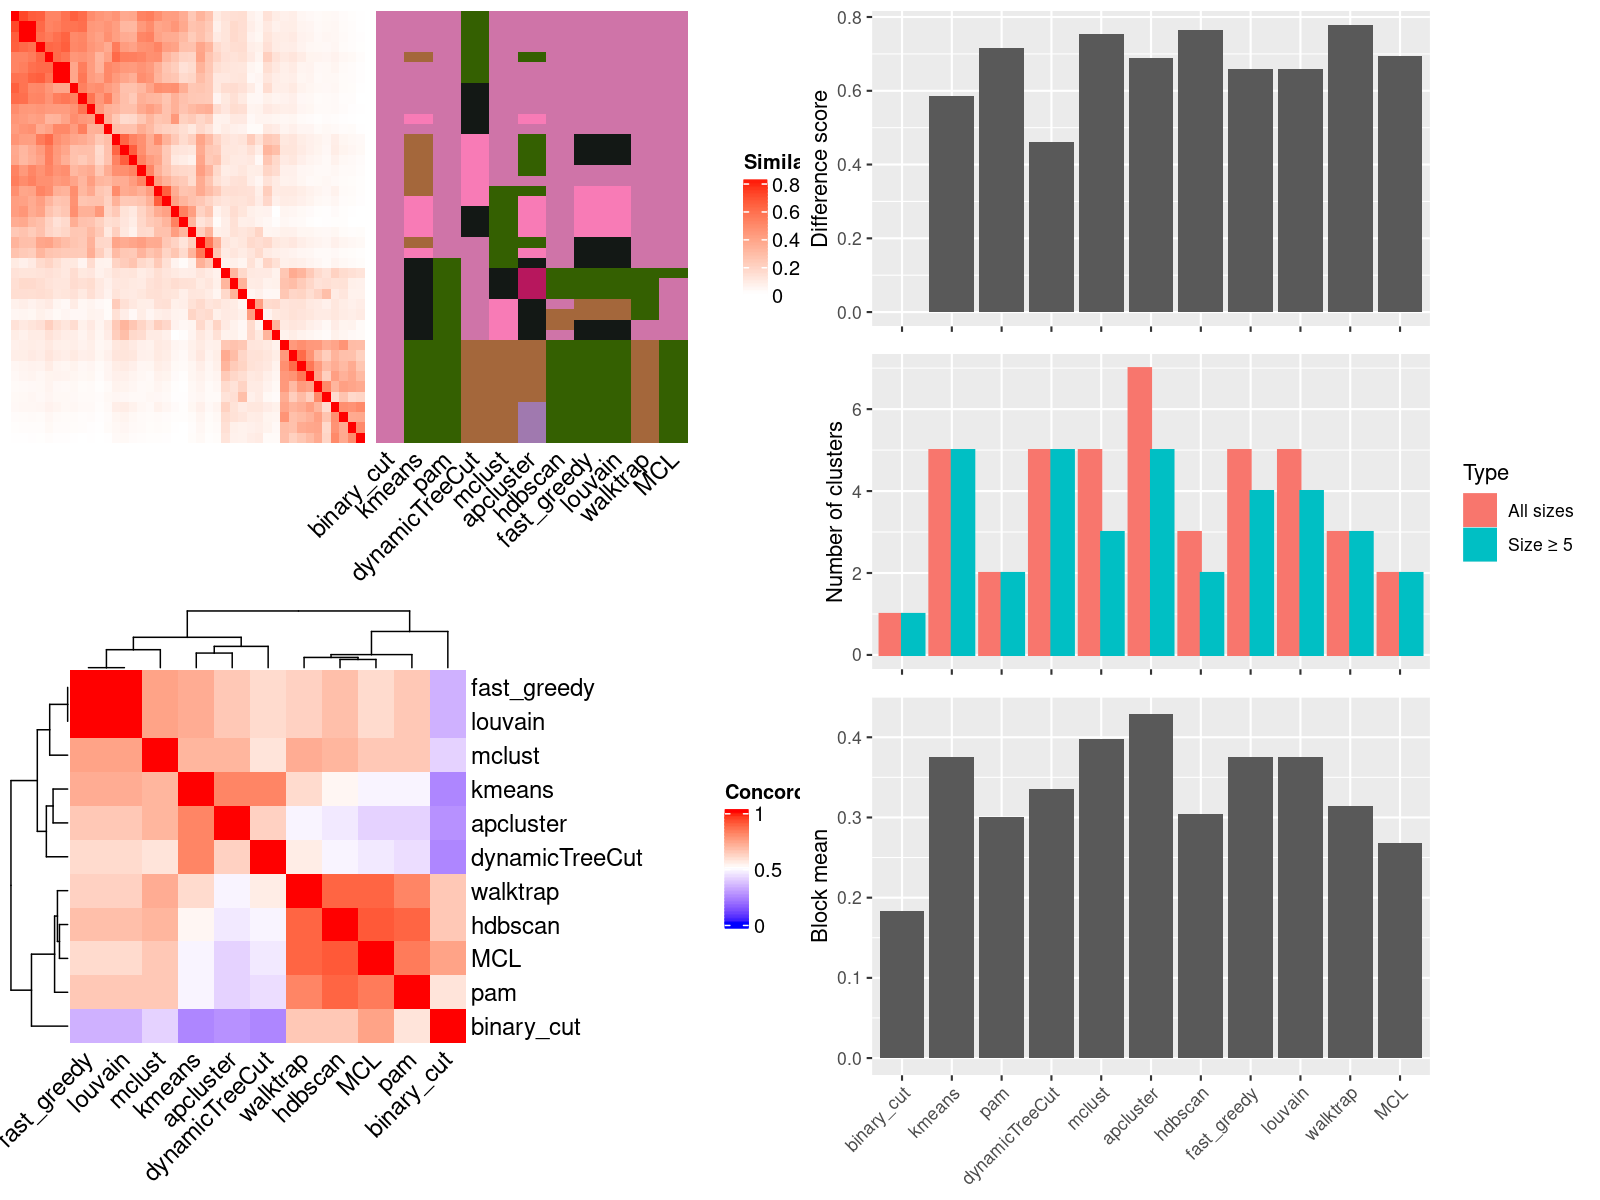 Simila
0.8
0.6
0.4
0.2
0
binary_cut
kmeans
pam
dynamicTreeCut
mclust
apcluster
hdbscan
fast_greedy
louvain
walktrap
MCL
fast_greedy
louvain
mclust
kmeans
apcluster
dynamicTreeCut
walktrap
hdbscan
MCL
pam
binary_cut
fast_greedy
louvain
mclust
kmeans
apcluster
dynamicTreeCut
walktrap
hdbscan
MCL
pam
binary_cut
Concord
1
0.5
0
Difference score
0.8
0.6
0.4
0.2
0.0
Number of clusters
6
4
2
0
Type
All sizes
Size ≥ 5
Block mean
0.4
0.3
0.2
0.1
0.0
binary_cut
kmeans
pam
dynamicTreeCut
mclust
apcluster
hdbscan
fast_greedy
louvain
walktrap
MCL